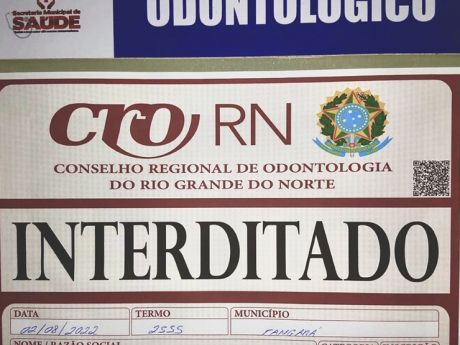 Secretaria Municipal de
SAÚDE
ODONTOLÓGICO
cro RN
CONSELHO REGIONAL DE ODONTOLOGIA
DO RIO GRANDE DO NORTE
INTERDITADO
DATA TERMO MUNICÍPIO
02/08/2022 2555 TANGARÁ
NOME / RAZÃO SOCIAL